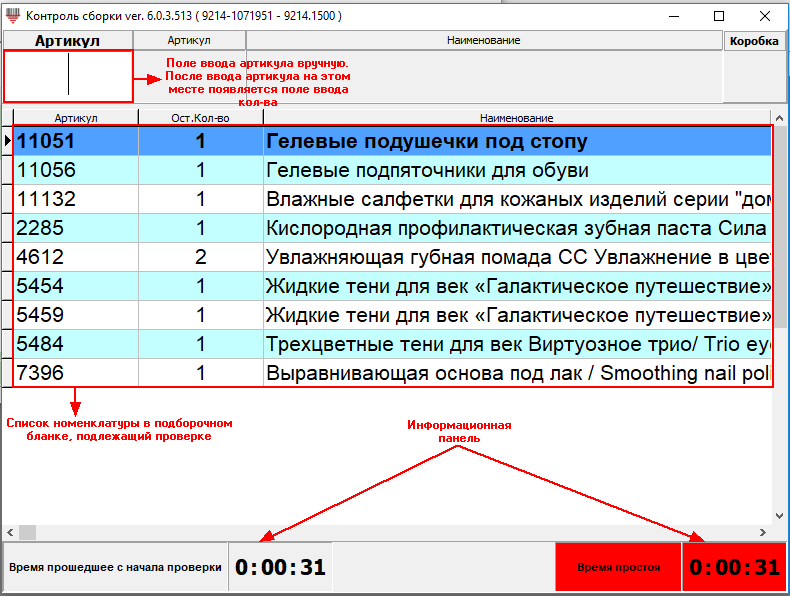 Контроль сборки ver. 6.0.3.513 ( 9214-1071951 - 9214.1500 )
Артикул Артикул Наименование Коробка
Поле ввода артикула вручную.
После ввода артикула на этом
месте появляется поле ввода
кол-ва
Артикул Ост.Кол-во Наименование
11051 1 Гелевые подушечки под стопу
11056 1 Гелевые подпяточники для обуви
11132 1 Влажные салфетки для кожаных изделий серии "дом
2285 1 Кислородная профилактическая зубная паста Сила
4612 2 Увлажняющая губная помада СС Увлажнение в цве
5454 1 Жидкие тени для век «Галактическое путешествие»
5459 1 Жидкие тени для век «Галактическое путешествие»
5484 1 Трехцветные тени для век Виртуозное трио/ Trio ey
7396 1 Выравнивающая основа под лак / Smoothing nail pol
Список номенклатуры в подборочном
бланке, подлежащий проверке
Информационная
панель
Время прошедшее с начала проверки 0:00:31 Время простоя 0:00:31